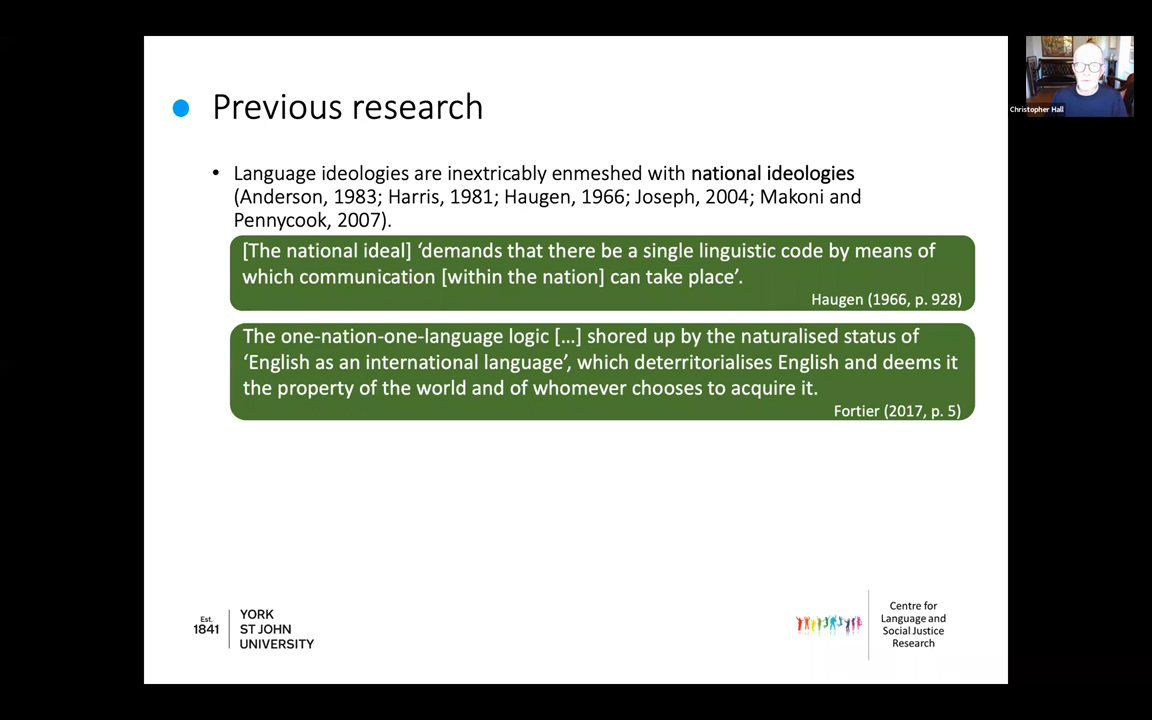 Previous research
• Language ideologies are inextricably enmeshed with national ideologies
(Anderson, 1983; Harris, 1981; Haugen, 1966; Joseph, 2004; Makoni and
Pennycook, 2007).
[The national ideal] ‘demands that there be a single linguistic code by means of
which communication [within the nation] can take place’.
Haugen (1966, p. 928)
The one-nation-one-language logic […] shored up by the naturalised status of
‘English as an international language’, which deterritorialises English and deems it
the property of the world and of whomever chooses to acquire it.
Fortier (2017, p. 5)
Est.
1841
YORK
ST JOHN
UNIVERSITY
Centre for
Language and
Social Justice
Research
Christopher Hall